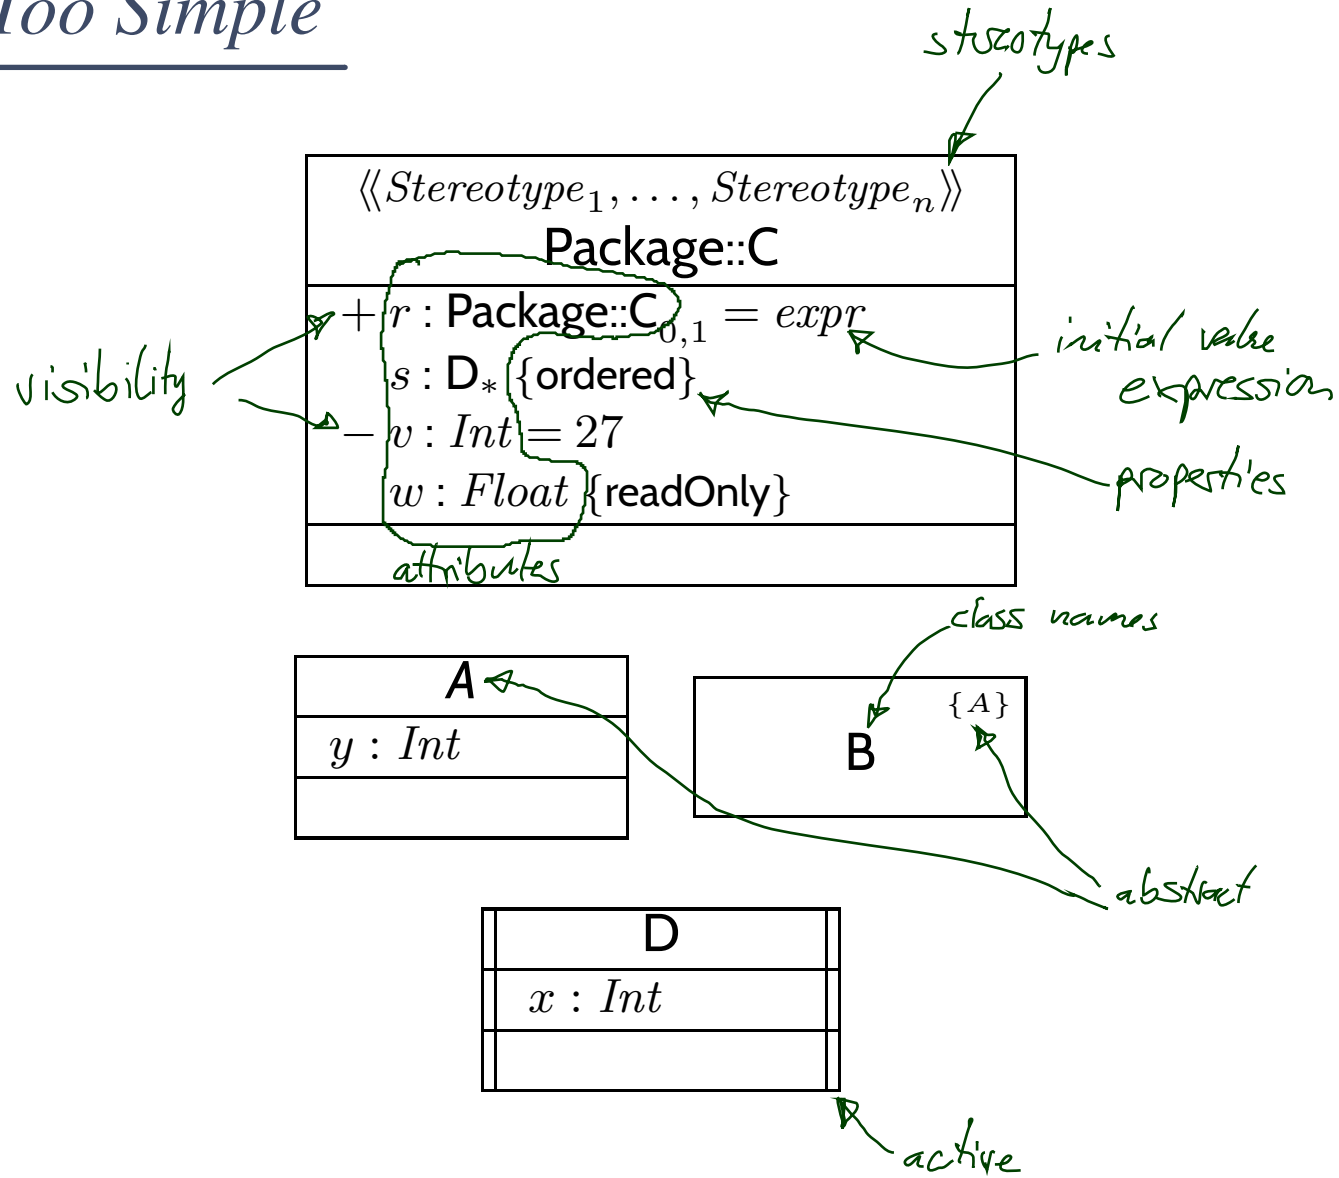 Too Simple
stereotypes
⟪Stereotype₁, . . . , Stereotypeₙ⟫
Package::C
+ r : Package::C₀,₁ = expr
s : D∗ {ordered}
− v : Int = 27
w : Float {readOnly}
visibility
initial value
expression
properties
attributes
class names
A
y : Int
{A}
B
abstract
D
x : Int
active